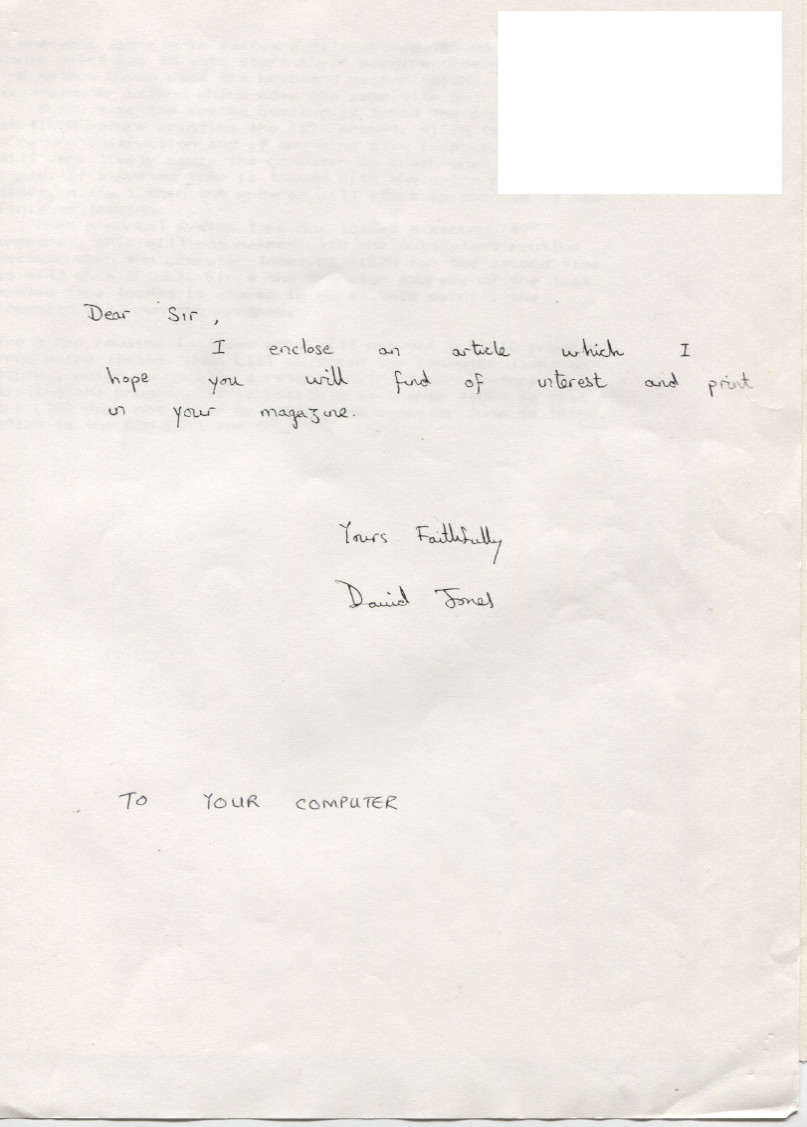 Dear Sir,
I enclose an article which I
hope you will find of interest and print
in your magazine.
Yours Faithfully
David Jones
TO YOUR COMPUTER